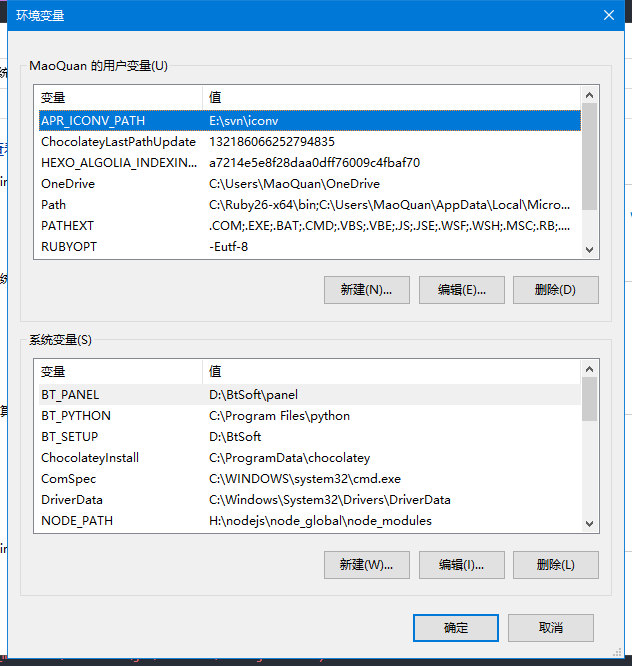 环境变量
MaoQuan 的用户变量(U)
变量 值
APR_ICONV_PATH E:\svn\iconv
ChocolateyLastPathUpdate 132186066252794835
HEXO_ALGOLIA_INDEXIN... a7214e5e8f28daa0dff76009c4fbaf70
OneDrive C:\Users\MaoQuan\OneDrive
Path C:\Ruby26-x64\bin;C:\Users\MaoQuan\AppData\Local\Micro...
PATHEXT .COM;.EXE;.BAT;.CMD;.VBS;.VBE;.JS;.JSE;.WSF;.WSH;.MSC;.RB;....
RUBYOPT -Eutf-8
新建(N)... 编辑(E)... 删除(D)
系统变量(S)
变量 值
BT_PANEL D:\BtSoft\panel
BT_PYTHON C:\Program Files\python
BT_SETUP D:\BtSoft
ChocolateyInstall C:\ProgramData\chocolatey
ComSpec C:\WINDOWS\system32\cmd.exe
DriverData C:\Windows\System32\Drivers\DriverData
NODE_PATH H:\nodejs\node_global\node_modules
新建(W)... 编辑(I)... 删除(L)
确定 取消